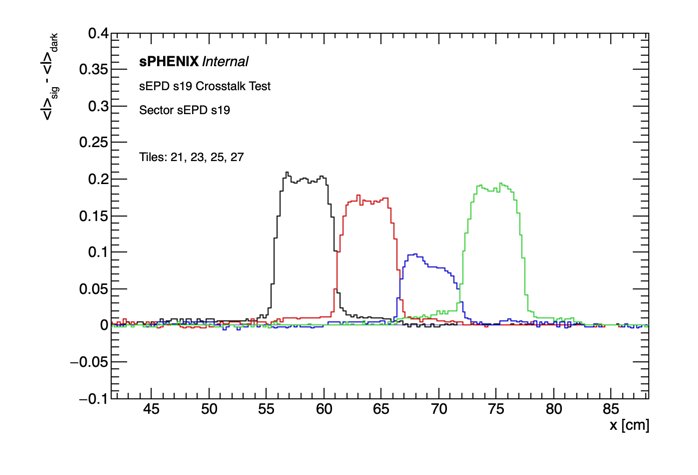 <I>sig - <I>dark
0.4
0.35
0.3
0.25
0.2
0.15
0.1
0.05
0
−0.05
−0.1
sPHENIX Internal
sEPD s19 Crosstalk Test
Sector sEPD s19
Tiles: 21, 23, 25, 27
45 50 55 60 65 70 75 80 85
x [cm]